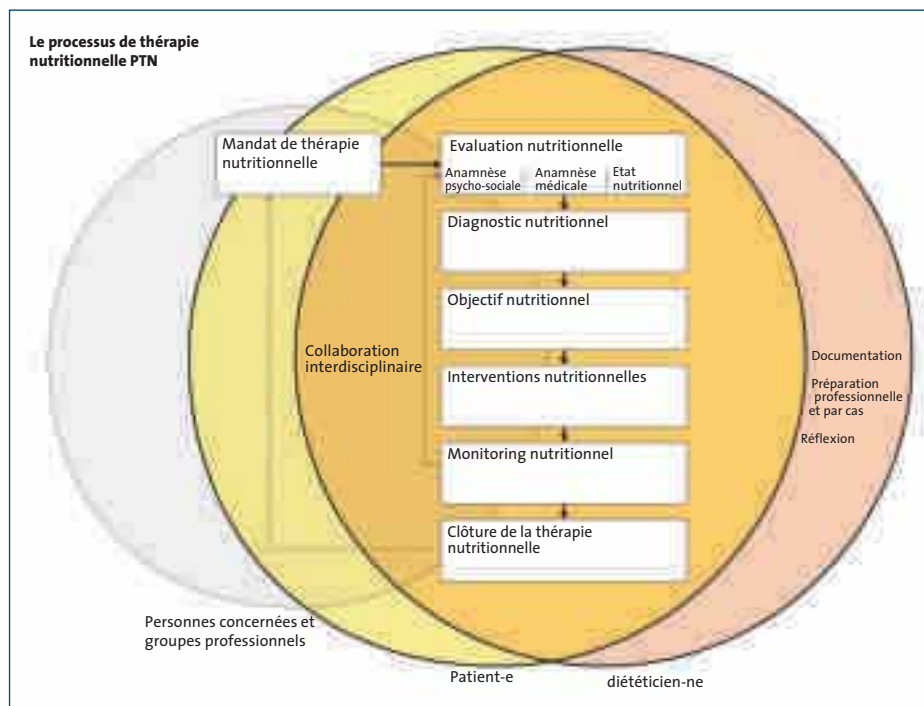 Le processus de thérapie
nutritionnelle PTN
Mandat de thérapie
nutritionnelle
Evaluation nutritionnelle
Anamnèse
psycho-sociale
Anamnèse
médicale
Etat
nutritionnel
Diagnostic nutritionnel
Objectif nutritionnel
Collaboration
interdisciplinaire
Interventions nutritionnelles
Documentation
Préparation
professionnelle
et par cas
Réflexion
Monitoring nutritionnel
Clôture de la thérapie
nutritionnelle
Personnes concernées et
groupes professionnels
Patient-e
diététicien-ne